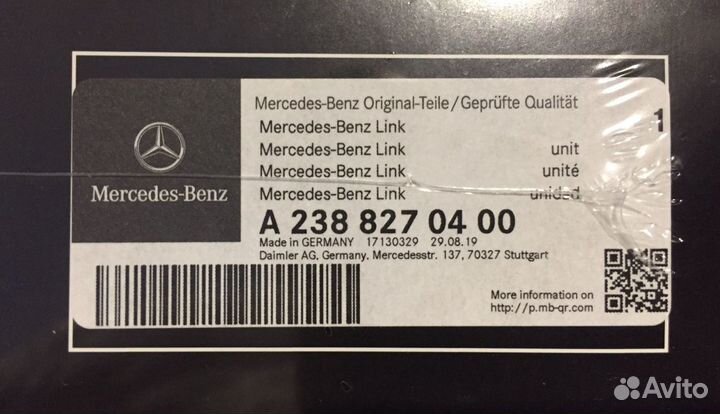 Mercedes-Benz Original-Teile/Geprüfte Qualität
Mercedes-Benz Link 1
Mercedes-Benz Link unit
Mercedes-Benz Link unité
Mercedes-Benz Link unidad
Mercedes-Benz
A 238 827 04 00
Made in GERMANY 17130329 29.08.19
Daimler AG, Germany, Mercedesstr. 137, 70327 Stuttgart
More information on
http://p.mb-qr.com/
Avito